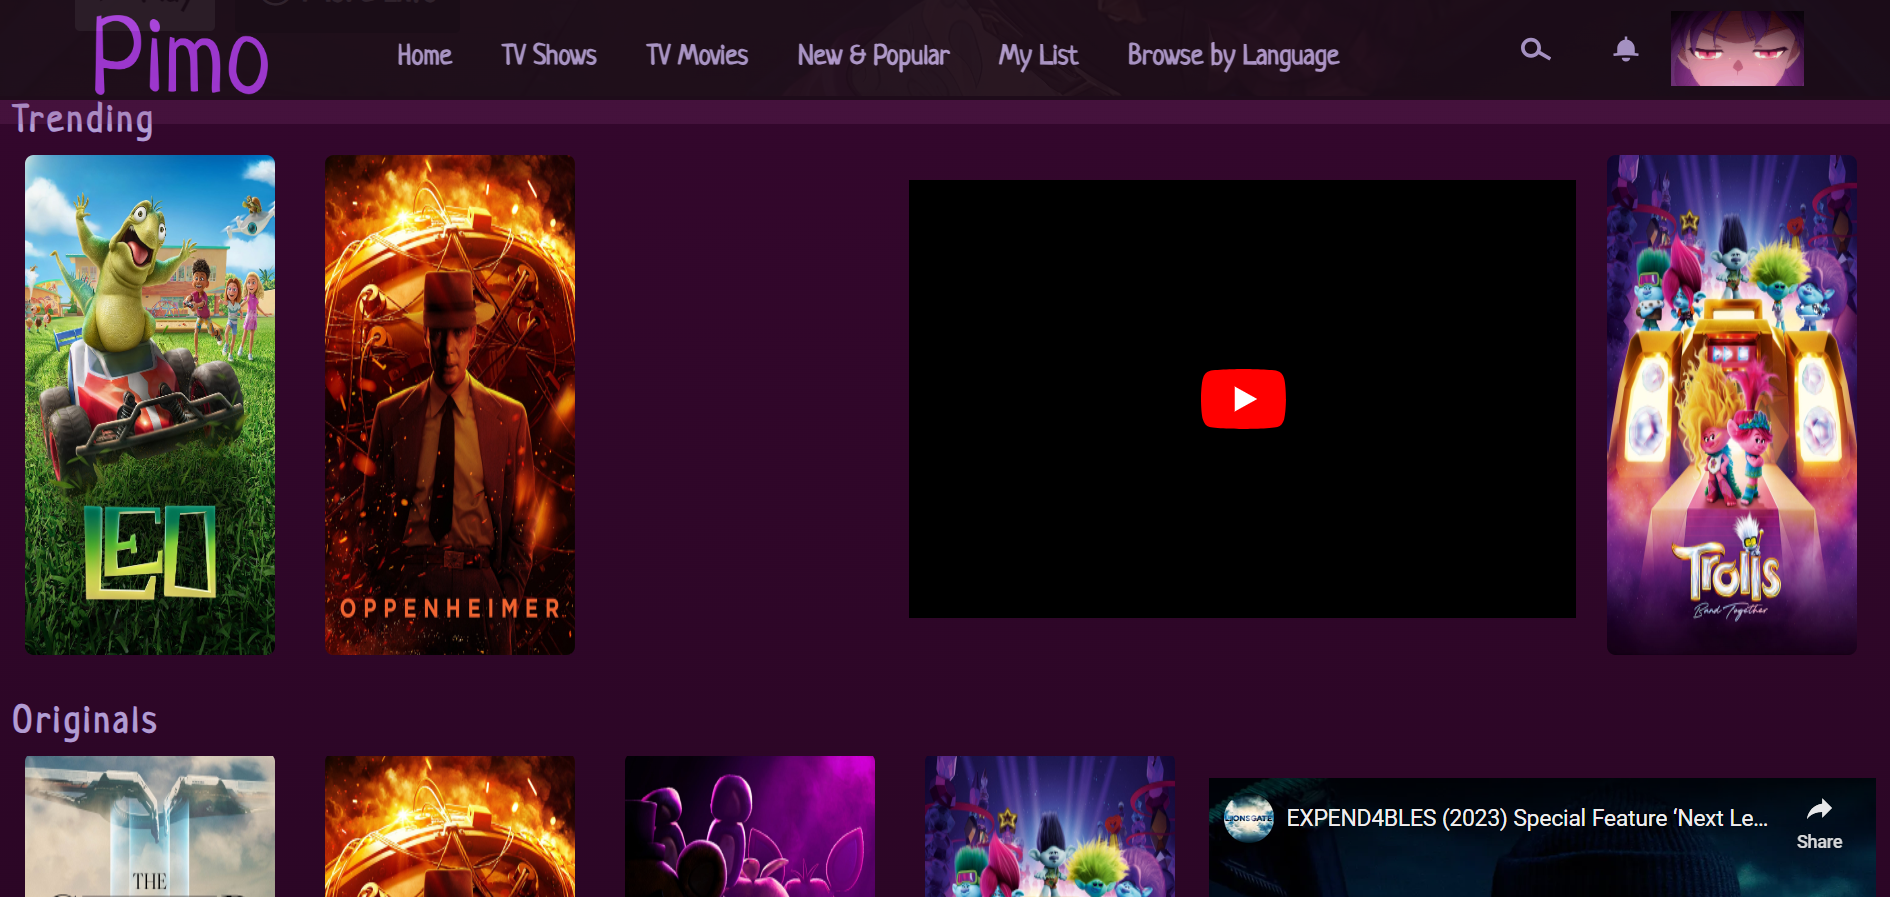 Pimo
Home
TV Shows
TV Movies
New & Popular
My List
Browse by Language
Trending
LEO
OPPENHEIMER
Trolls
Band Together
Originals
THE
LIONSGATE
EXPEND4BLES (2023) Special Feature ‘Next Le...
Share